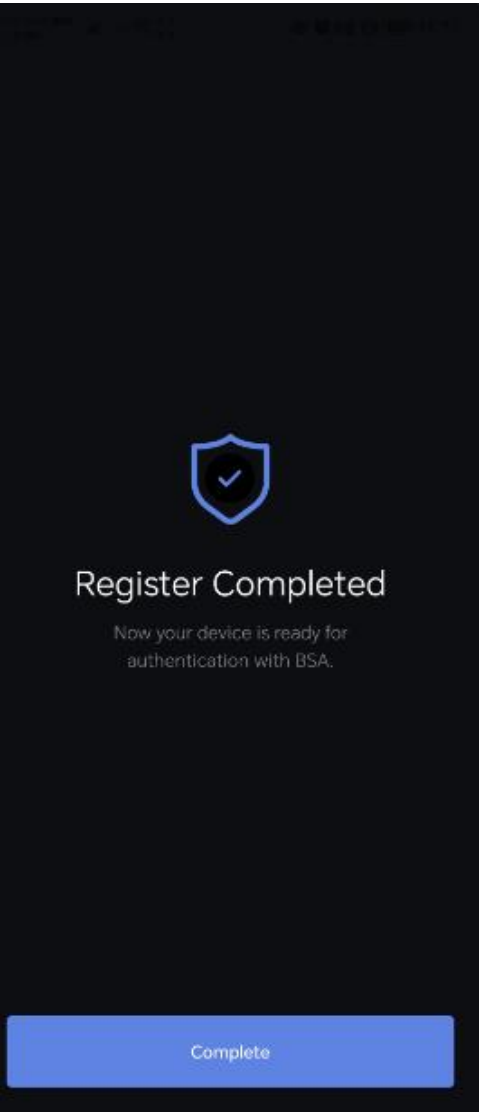 Register Completed
Now your device is ready for
authentication with BSA.
Complete